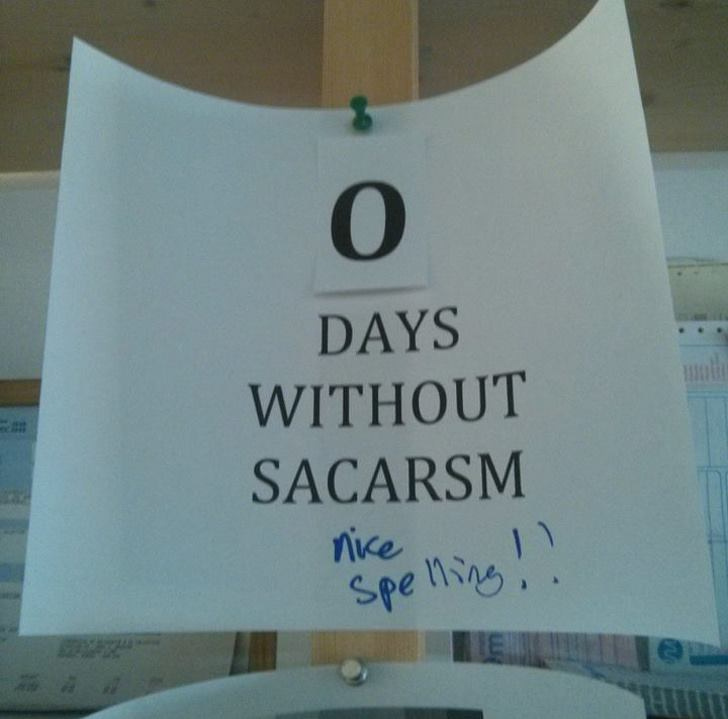 0
DAYS
WITHOUT
SACARSM
nice
spelling!!